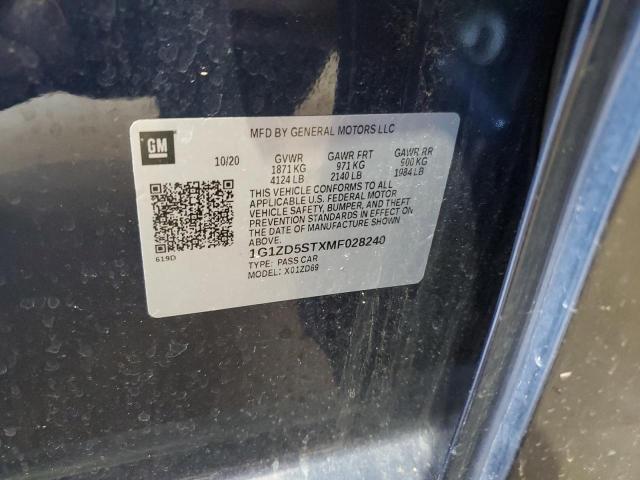 MFD BY GENERAL MOTORS LLC
GM
10/20 GVWR GAWR FRT GAWR RR
1871 KG 971 KG 900 KG
4124 LB 2140 LB 1984 LB
THIS VEHICLE CONFORMS TO ALL
APPLICABLE U.S. FEDERAL MOTOR
VEHICLE SAFETY, BUMPER, AND THEFT
PREVENTION STANDARDS IN EFFECT ON
THE DATE OF MANUFACTURE SHOWN
ABOVE.
1G1ZD5STXMF028240
619D
TYPE: PASS CAR
MODEL: X01ZD69